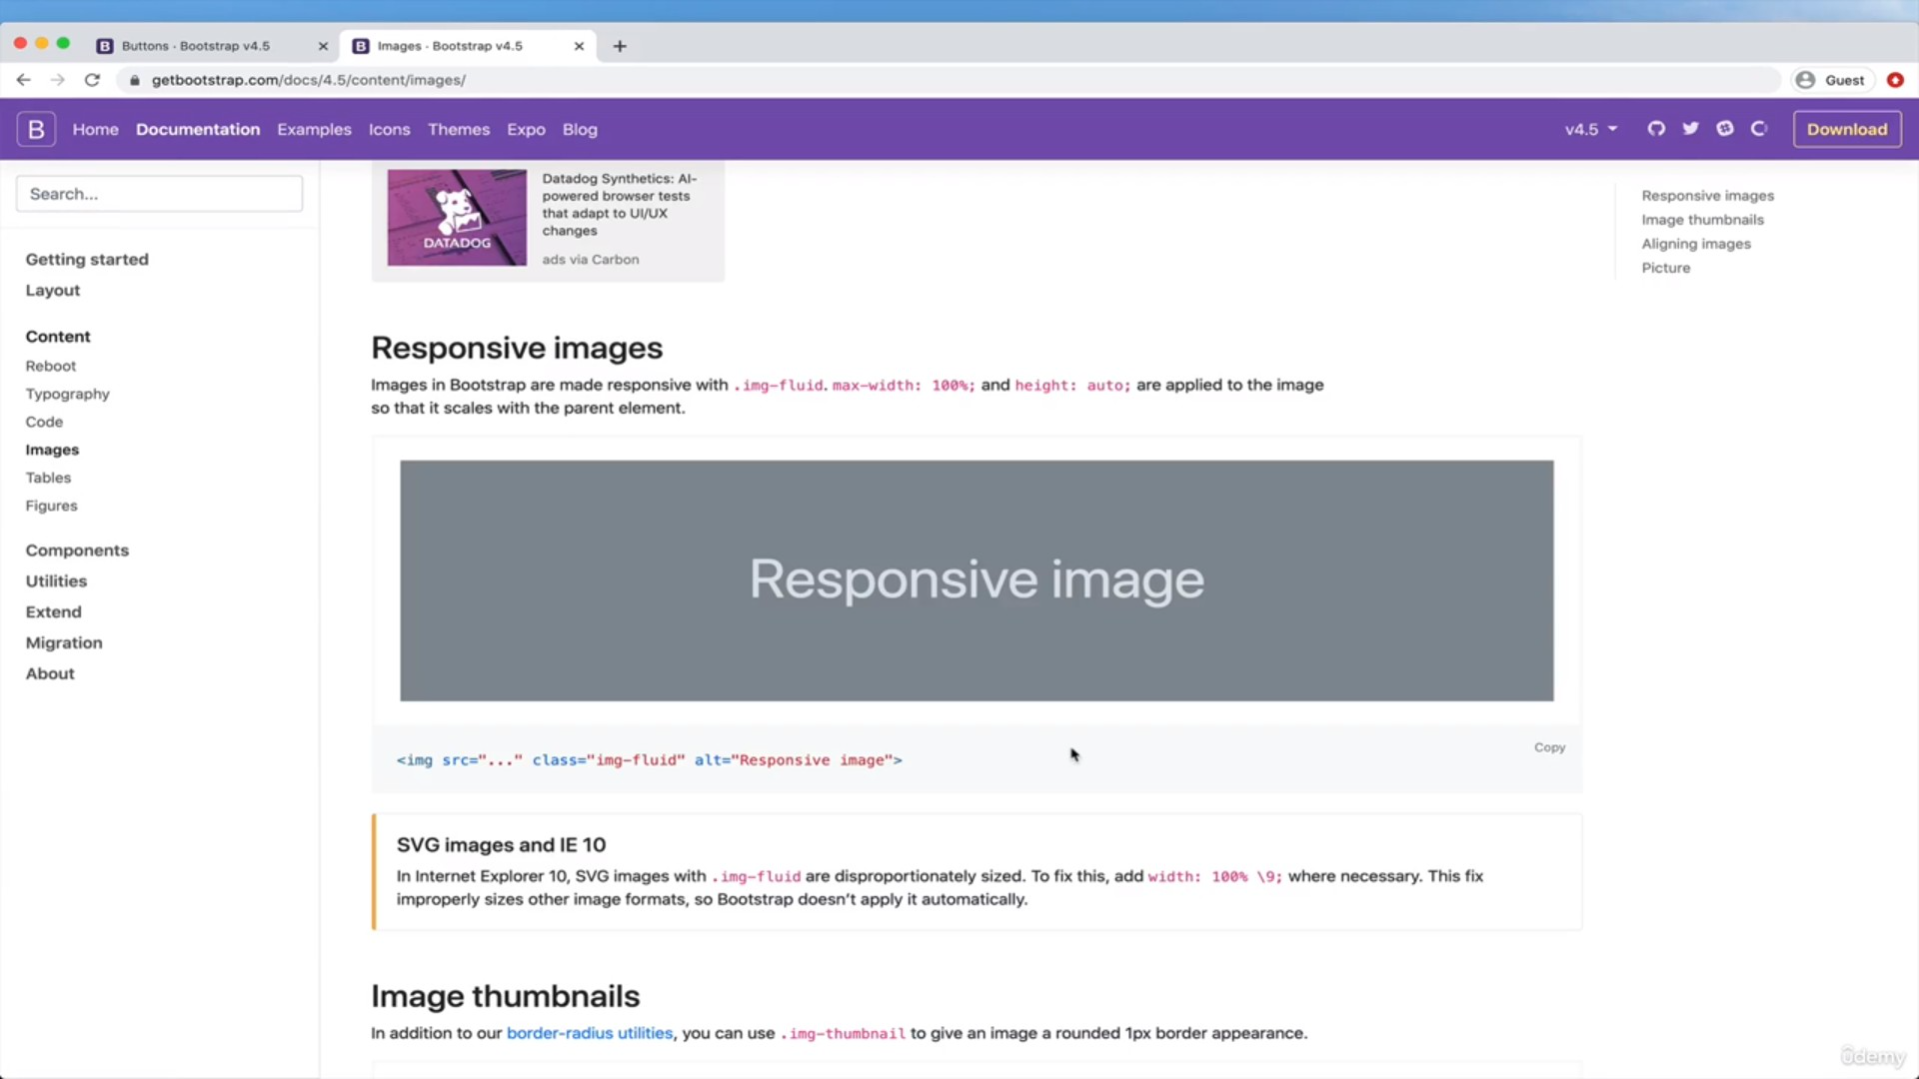 Buttons · Bootstrap v4.5
Images · Bootstrap v4.5
getbootstrap.com/docs/4.5/content/images/
Guest
B Home Documentation Examples Icons Themes Expo Blog v4.5 Download
Search...
Getting started
Layout
Content
Reboot
Typography
Code
Images
Tables
Figures
Components
Utilities
Extend
Migration
About
DATADOG
Datadog Synthetics: AI-
powered browser tests
that adapt to UI/UX
changes
ads via Carbon
Responsive images
Images in Bootstrap are made responsive with .img-fluid. max-width: 100%; and height: auto; are applied to the image
so that it scales with the parent element.
Responsive image
Copy
<img src="..." class="img-fluid" alt="Responsive image">
SVG images and IE 10
In Internet Explorer 10, SVG images with .img-fluid are disproportionately sized. To fix this, add width: 100% \9; where necessary. This fix
improperly sizes other image formats, so Bootstrap doesn’t apply it automatically.
Image thumbnails
In addition to our border-radius utilities, you can use .img-thumbnail to give an image a rounded 1px border appearance.
Responsive images
Image thumbnails
Aligning images
Picture
ûdemy